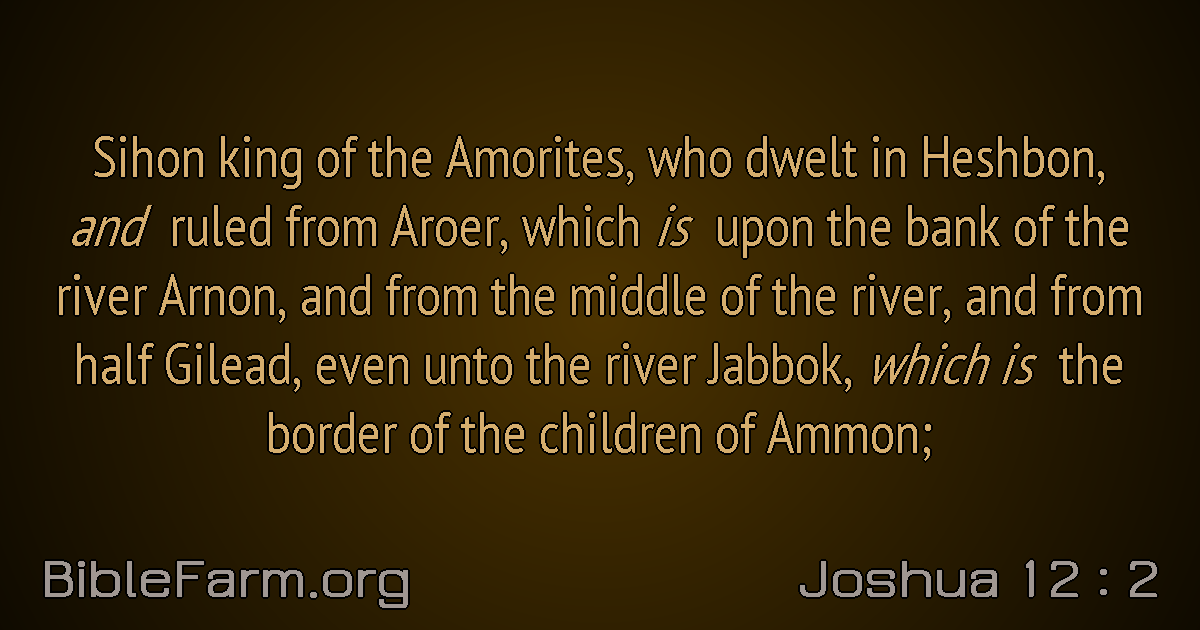 Sihon king of the Amorites, who dwelt in Heshbon,
and ruled from Aroer, which is upon the bank of the
river Arnon, and from the middle of the river, and from
half Gilead, even unto the river Jabbok, which is the
border of the children of Ammon;
BibleFarm.org
Joshua 12 : 2